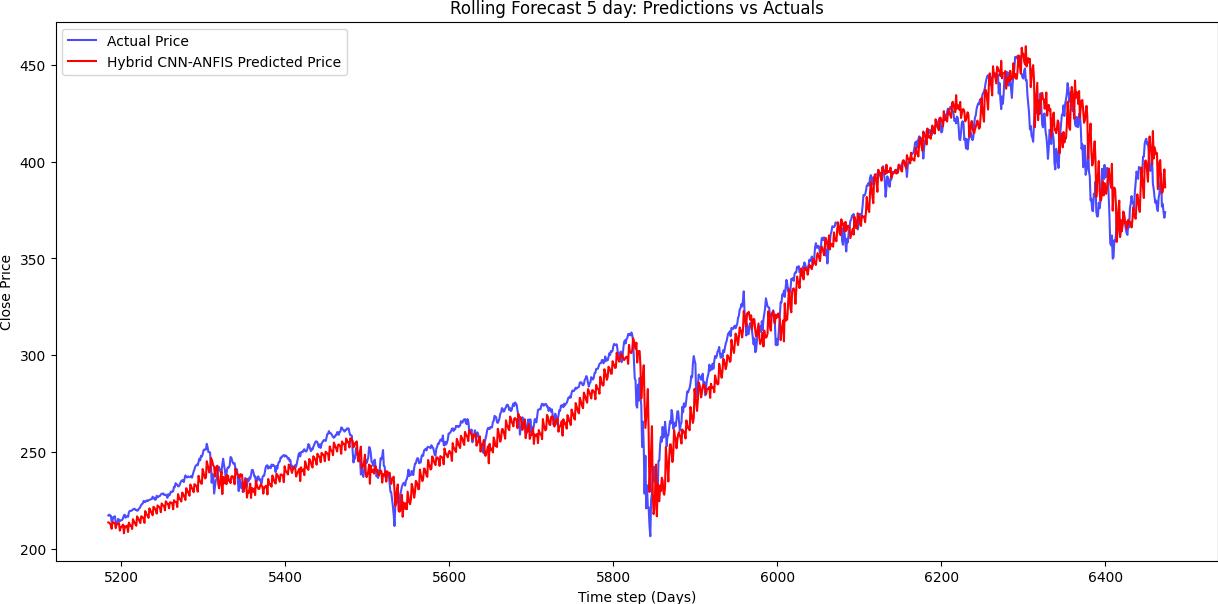 Rolling Forecast 5 day: Predictions vs Actuals
Actual Price
Hybrid CNN-ANFIS Predicted Price
Close Price
450
400
350
300
250
200
5200
5400
5600
5800
6000
6200
6400
Time step (Days)